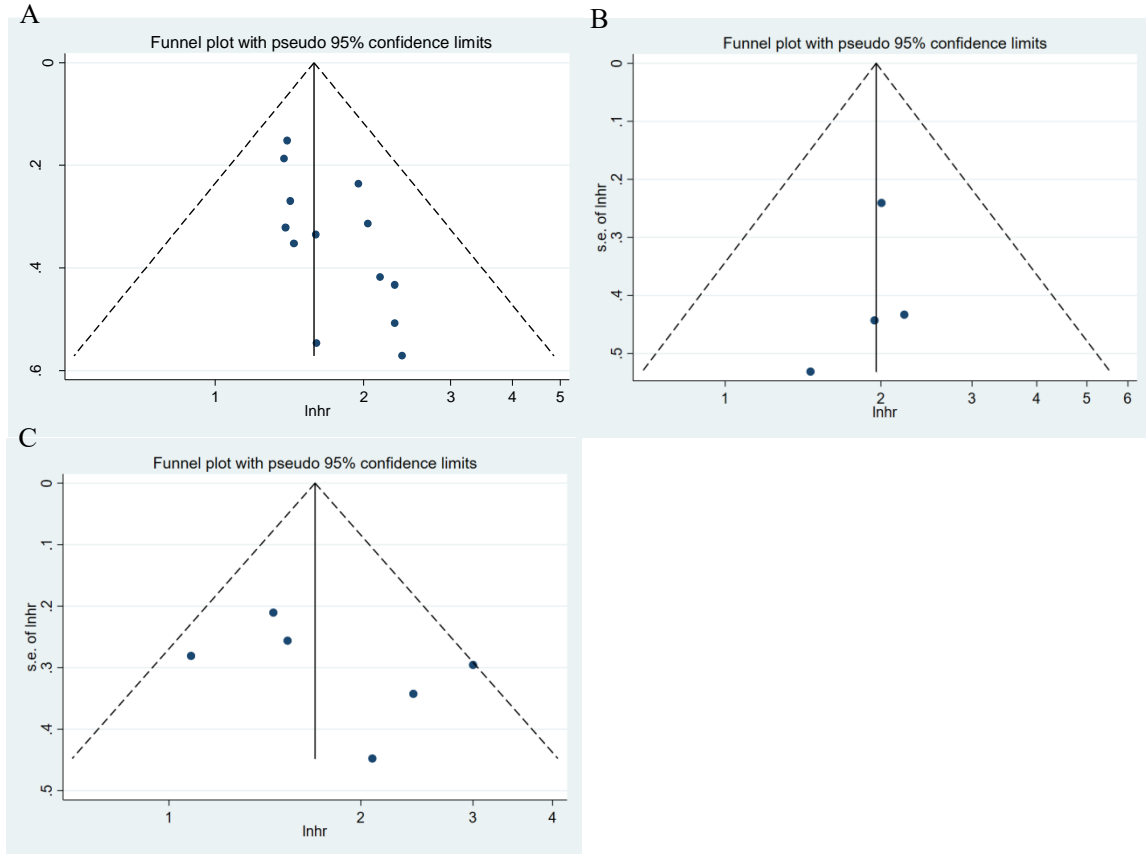 A
Funnel plot with pseudo 95% confidence limits
0
.2
.4
.6
1
2
3
4
5
lnhr
B
Funnel plot with pseudo 95% confidence limits
s.e. of lnhr
0
.1
.2
.3
.4
.5
1
2
3
4
5
6
lnhr
C
Funnel plot with pseudo 95% confidence limits
s.e. of lnhr
0
.1
.2
.3
.4
.5
1
2
3
4
lnhr